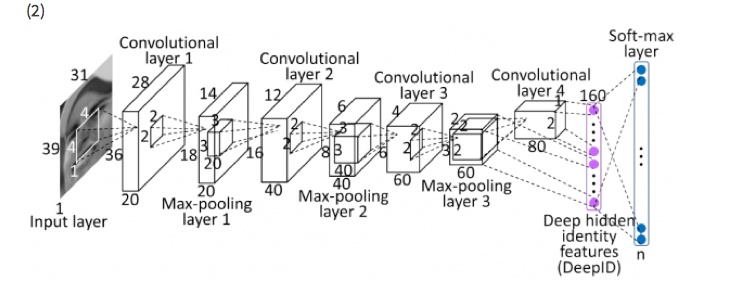 (2)
Convolutional
layer 1
Convolutional
layer 2
Convolutional
layer 3
Convolutional
layer 4
Soft-max
layer
31
39
4
4
1
1
Input layer
28
36
2
2
20
14
18
3
3
20
20
Max-pooling
layer 1
12
16
2
2
40
6
8
3
3
40
40
Max-pooling
layer 2
4
6
2
2
60
2
3
2
2
60
Max-pooling
layer 3
1
2
80
160
Deep hidden
identity
features
(DeepID)
n